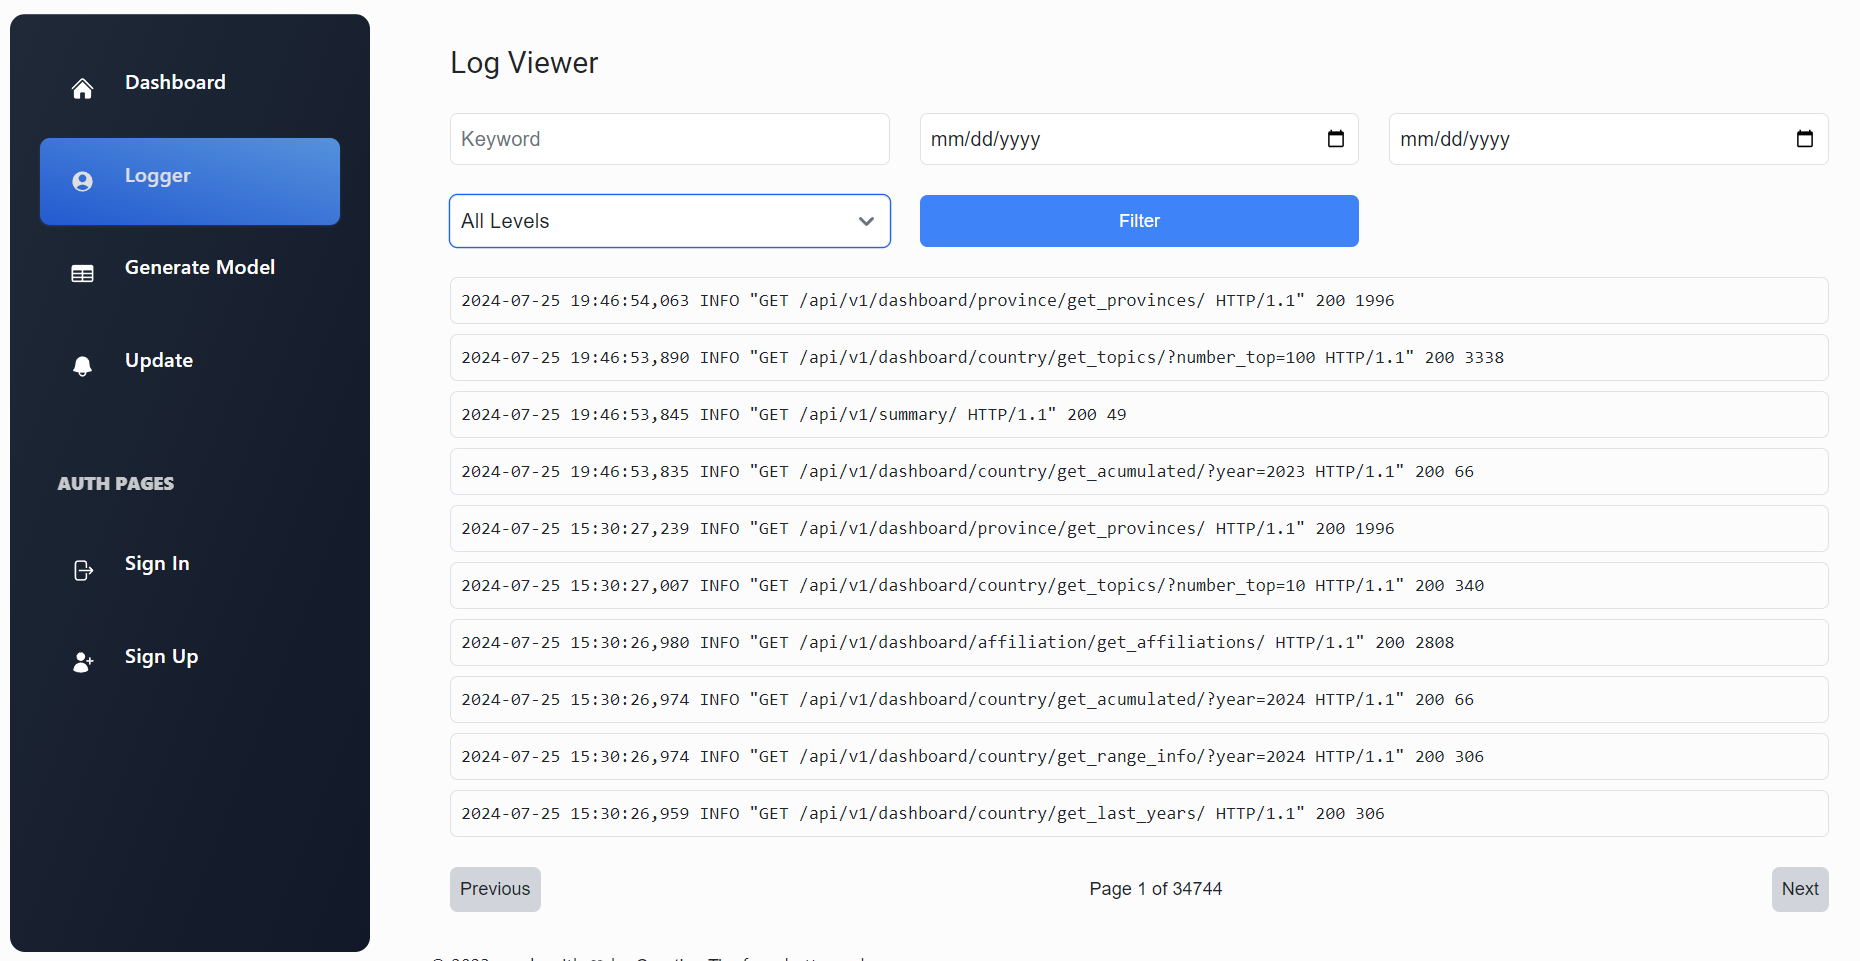 Dashboard
Logger
Generate Model
Update
AUTH PAGES
Sign In
Sign Up
Log Viewer
Keyword
mm/dd/yyyy
mm/dd/yyyy
All Levels
Filter
2024-07-25 19:46:54,063 INFO "GET /api/v1/dashboard/province/get_provinces/ HTTP/1.1" 200 1996
2024-07-25 19:46:53,890 INFO "GET /api/v1/dashboard/country/get_topics/?number_top=100 HTTP/1.1" 200 3338
2024-07-25 19:46:53,845 INFO "GET /api/v1/summary/ HTTP/1.1" 200 49
2024-07-25 19:46:53,835 INFO "GET /api/v1/dashboard/country/get_acumulated/?year=2023 HTTP/1.1" 200 66
2024-07-25 15:30:27,239 INFO "GET /api/v1/dashboard/province/get_provinces/ HTTP/1.1" 200 1996
2024-07-25 15:30:27,007 INFO "GET /api/v1/dashboard/country/get_topics/?number_top=10 HTTP/1.1" 200 340
2024-07-25 15:30:26,980 INFO "GET /api/v1/dashboard/affiliation/get_affiliations/ HTTP/1.1" 200 2808
2024-07-25 15:30:26,974 INFO "GET /api/v1/dashboard/country/get_acumulated/?year=2024 HTTP/1.1" 200 66
2024-07-25 15:30:26,974 INFO "GET /api/v1/dashboard/country/get_range_info/?year=2024 HTTP/1.1" 200 306
2024-07-25 15:30:26,959 INFO "GET /api/v1/dashboard/country/get_last_years/ HTTP/1.1" 200 306
Previous
Page 1 of 34744
Next